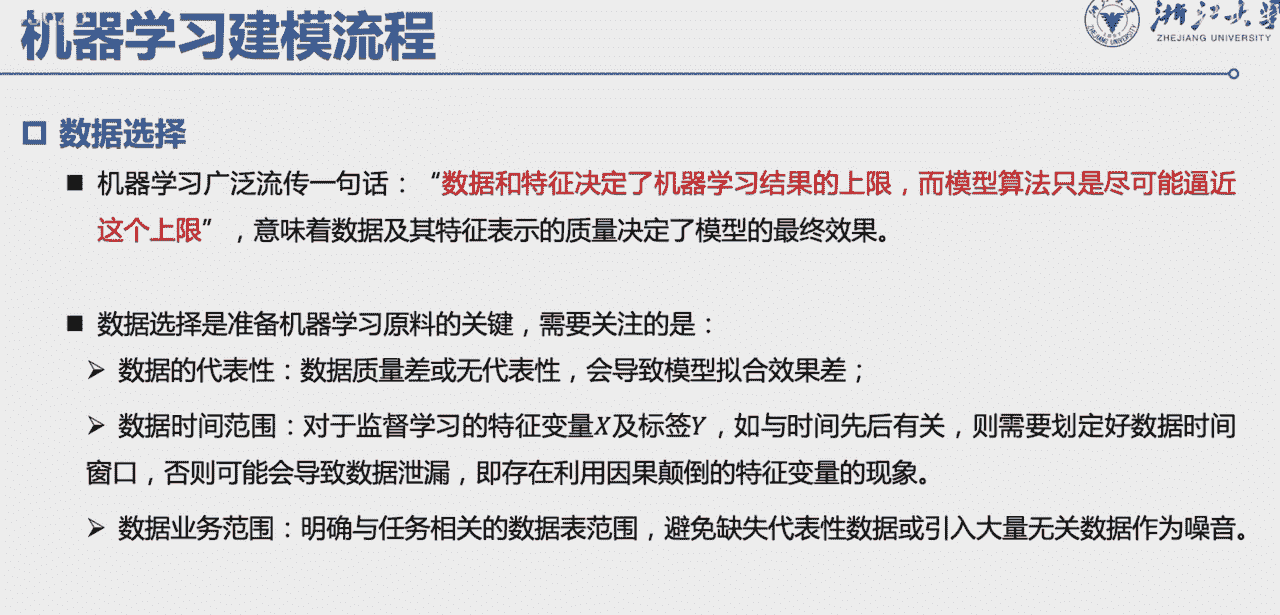 机器学习建模流程
浙江大学
ZHEJIANG UNIVERSITY
数据选择
机器学习广泛流传一句话：“数据和特征决定了机器学习结果的上限，而模型算法只是尽可能逼近
这个上限”，意味着数据及其特征表示的质量决定了模型的最终效果。
数据选择是准备机器学习原料的关键，需要关注的是：
数据的代表性：数据质量差或无代表性，会导致模型拟合效果差；
数据时间范围：对于监督学习的特征变量X及标签Y，如与时间先后有关，则需要划定好数据时间
窗口，否则可能会导致数据泄漏，即存在利用因果颠倒的特征变量的现象。
数据业务范围：明确与任务相关的数据表范围，避免缺失代表性数据或引入大量无关数据作为噪音。